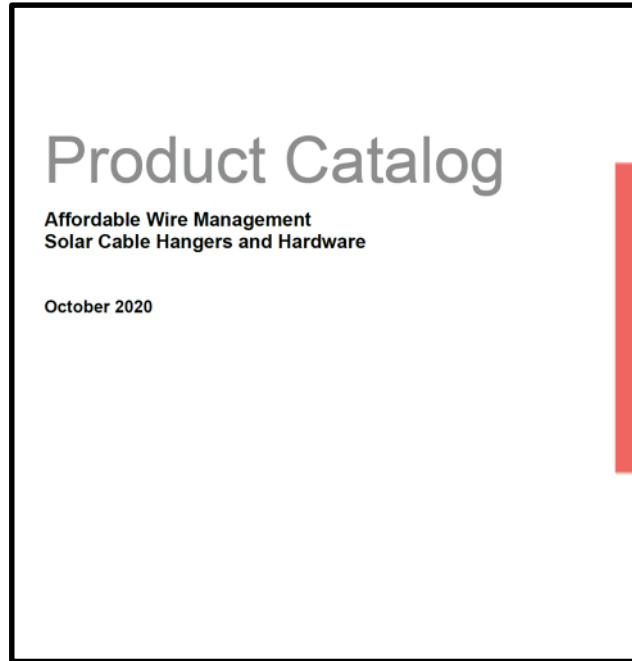 Product Catalog
Affordable Wire Management
Solar Cable Hangers and Hardware
October 2020